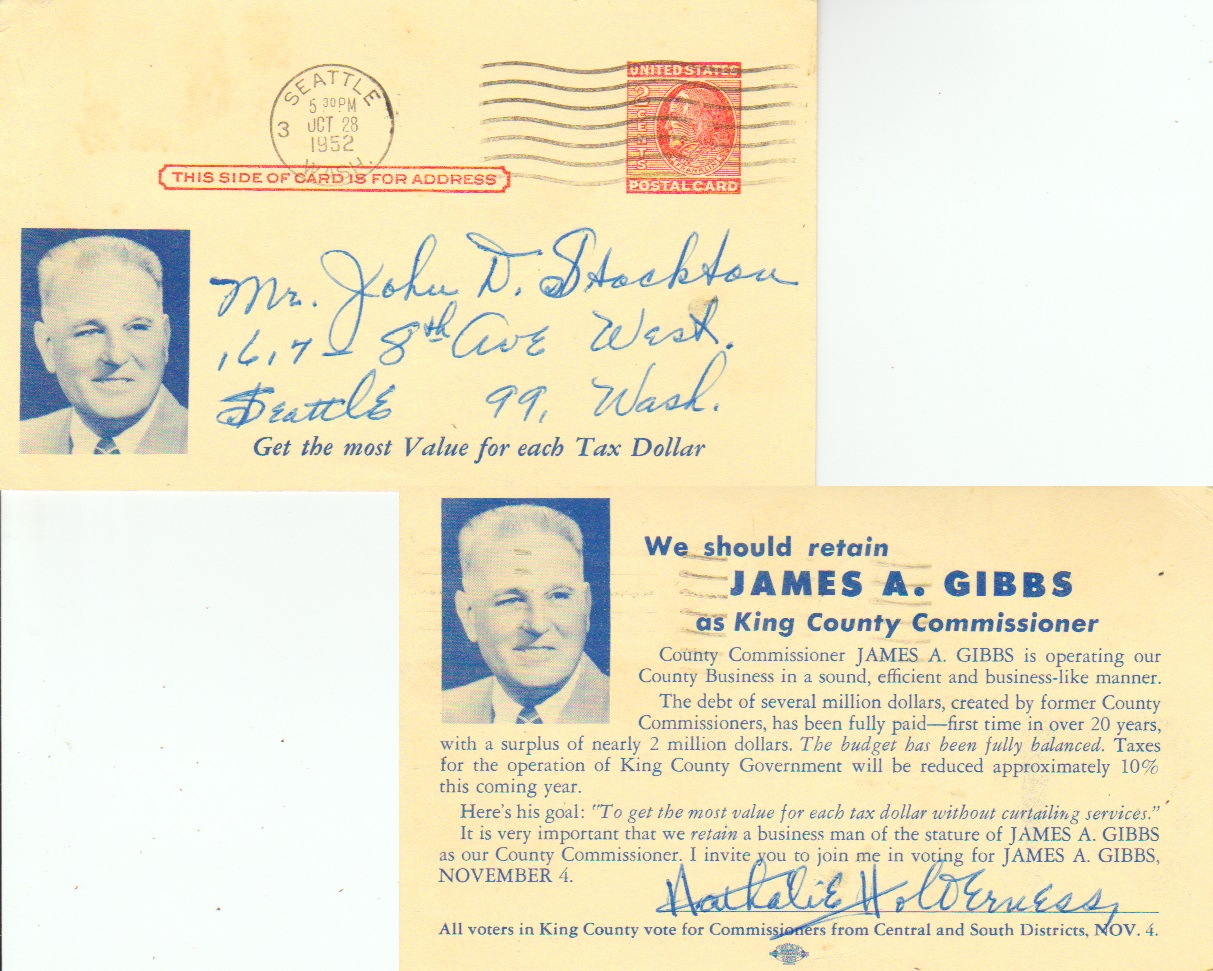 SEATTLE
5 30 PM
3 OCT 28
1952
WASH.
UNITED STATES
2 CENTS
FRANKLIN
POSTAL CARD
THIS SIDE OF CARD IS FOR ADDRESS
Mr. John D. Stockton
1617 - 8th Ave West.
Seattle 99, Wash.
Get the most Value for each Tax Dollar
We should retain
JAMES A. GIBBS
as King County Commissioner
County Commissioner JAMES A. GIBBS is operating our
County Business in a sound, efficient and business-like manner.
The debt of several million dollars, created by former County
Commissioners, has been fully paid—first time in over 20 years,
with a surplus of nearly 2 million dollars. The budget has been fully balanced. Taxes
for the operation of King County Government will be reduced approximately 10%
this coming year.
Here's his goal: "To get the most value for each tax dollar without curtailing services."
It is very important that we retain a business man of the stature of JAMES A. GIBBS
as our County Commissioner. I invite you to join me in voting for JAMES A. GIBBS,
NOVEMBER 4.
Nathalie Holderness
All voters in King County vote for Commissioners from Central and South Districts, NOV. 4.